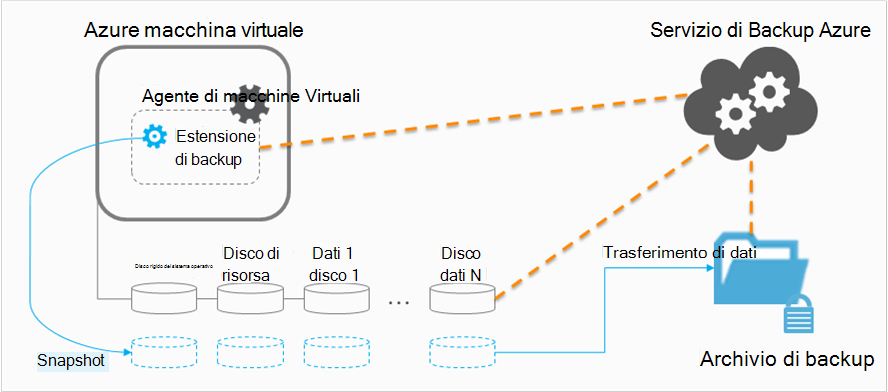 Azure macchina virtuale
Servizio di Backup Azure
Agente di macchine Virtuali
Estensione
di backup
Disco rigido del sistema operativo
Disco di
risorsa
Dati 1
disco 1
...
Disco
dati N
Trasferimento di dati
Snapshot
Archivio di backup